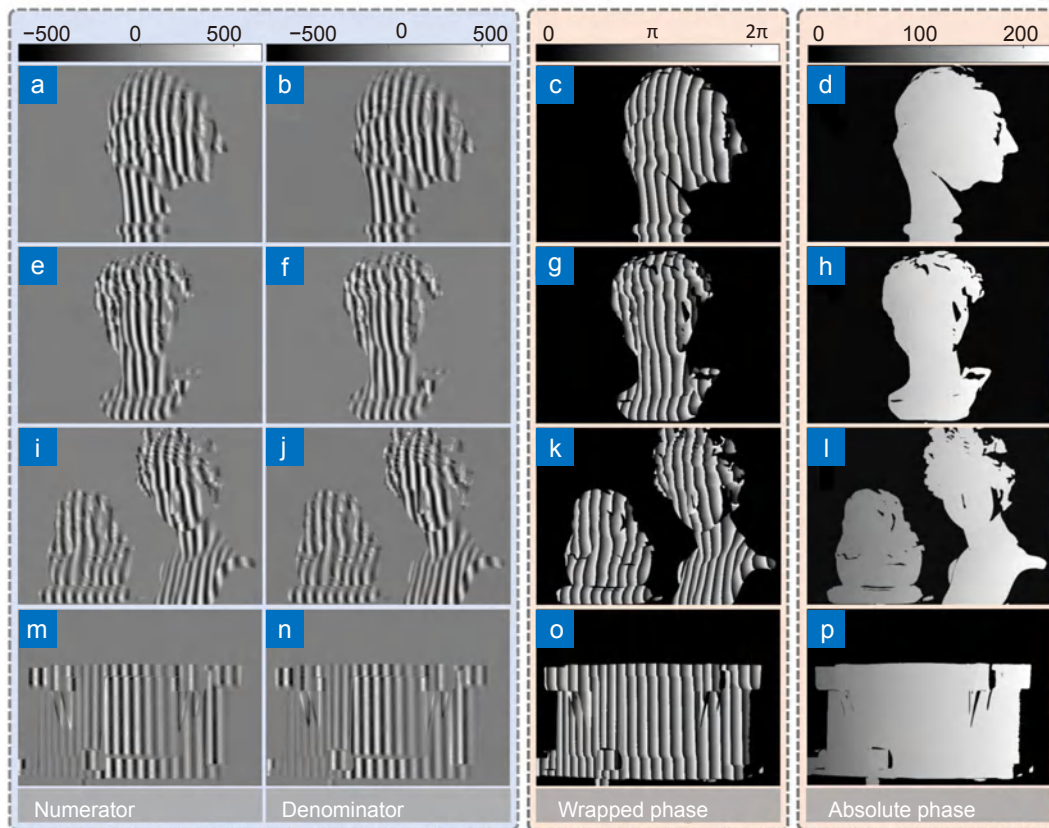 −500 0 500 −500 0 500 0 π 2π 0 100 200
a b c d
e f g h
i j k l
m n o p
Numerator Denominator Wrapped phase Absolute phase